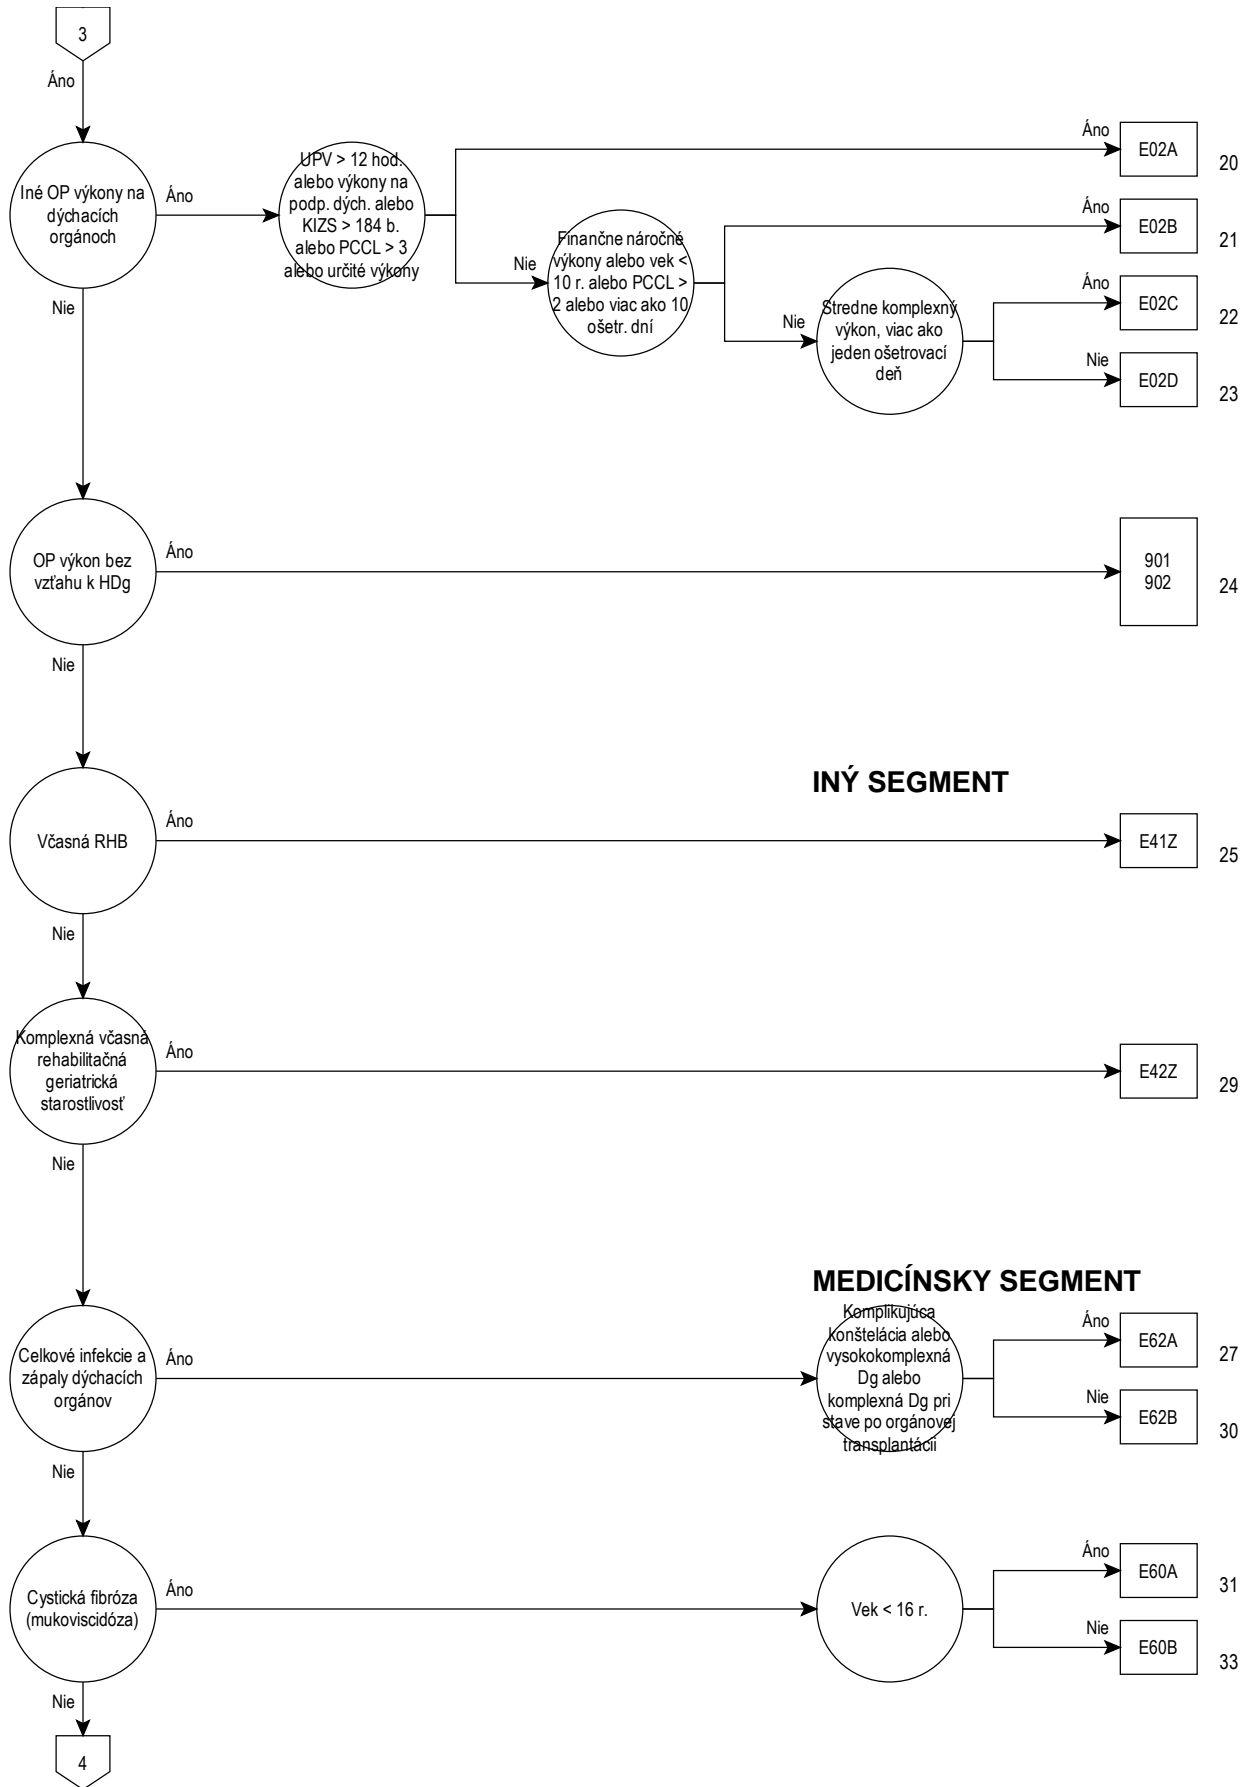 3
Áno
Iné OP výkony na
dýchacích
orgánoch
Áno
UPV > 12 hod.
alebo výkony na
podp. dých. alebo
KIZS > 184 b.
alebo PCCL > 3
alebo určité výkony
Áno
E02A
20
Nie
Finančne náročné
výkony alebo vek <
10 r. alebo PCCL >
2 alebo viac ako 10
ošetr. dní
Áno
E02B
21
Nie
Stredne komplexný
výkon, viac ako
jeden ošetrovací
deň
Áno
E02C
22
Nie
E02D
23
Nie
OP výkon bez
vzťahu k HDg
Áno
901
902
24
Nie
INÝ SEGMENT
Včasná RHB
Áno
E41Z
25
Nie
Komplexná včasná
rehabilitačná
geriatrická
starostlivosť
Áno
E42Z
29
Nie
MEDICÍNSKY SEGMENT
Celkové infekcie a
zápaly dýchacích
orgánov
Áno
Komplikujúca
konštelácia alebo
vysokokomplexná
Dg alebo
komplexná Dg pri
stave po orgánovej
transplantácii
Áno
E62A
27
Nie
E62B
30
Nie
Cystická fibróza
(mukoviscidóza)
Áno
Vek < 16 r.
Áno
E60A
31
Nie
E60B
33
Nie
4